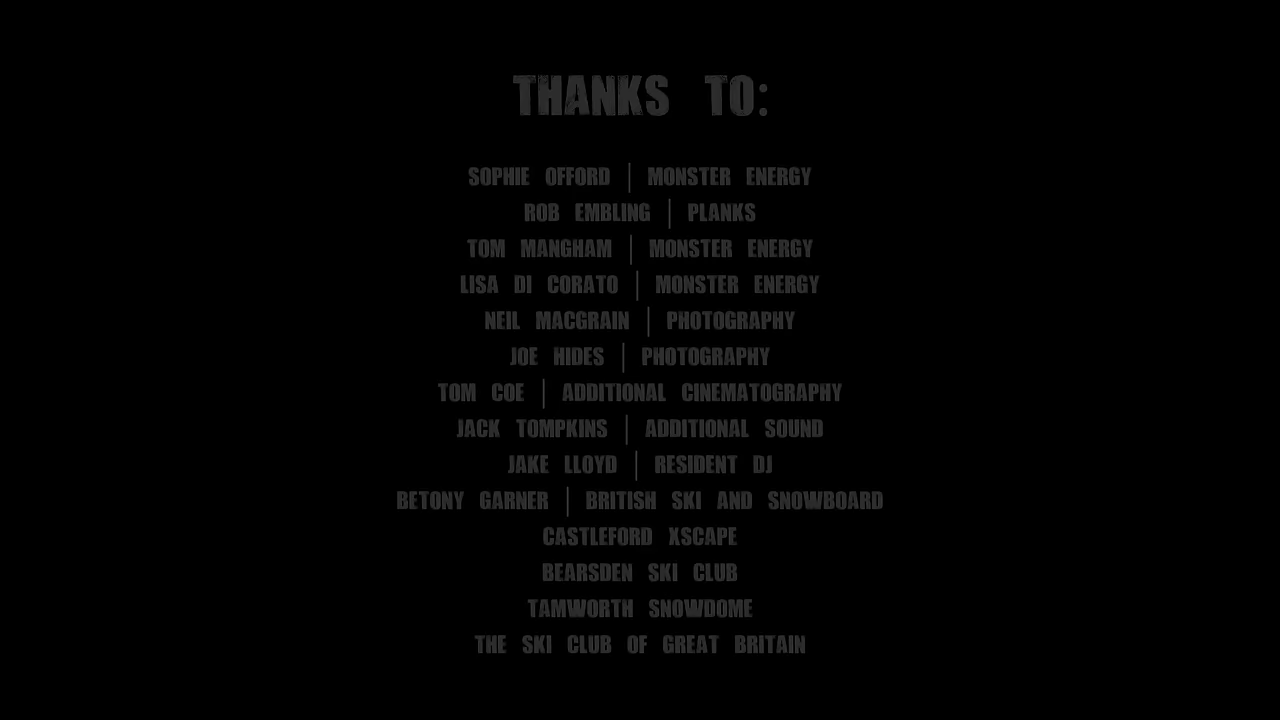 THANKS TO:
SOPHIE OFFORD | MONSTER ENERGY
ROB EMBLING | PLANKS
TOM MANGHAM | MONSTER ENERGY
LISA DI CORATO | MONSTER ENERGY
NEIL MACGRAIN | PHOTOGRAPHY
JOE HIDES | PHOTOGRAPHY
TOM COE | ADDITIONAL CINEMATOGRAPHY
JACK TOMPKINS | ADDITIONAL SOUND
JAKE LLOYD | RESIDENT DJ
BETONY GARNER | BRITISH SKI AND SNOWBOARD
CASTLEFORD XSCAPE
BEARSDEN SKI CLUB
TAMWORTH SNOWDOME
THE SKI CLUB OF GREAT BRITAIN